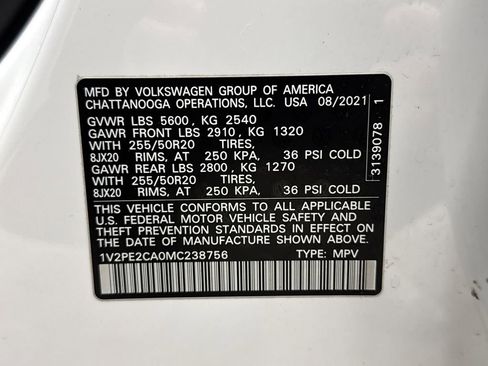 MFD BY VOLKSWAGEN GROUP OF AMERICA
CHATTANOOGA OPERATIONS, LLC. USA 08/2021
GVWR LBS 5600, KG 2540
GAWR FRONT LBS 2910, KG 1320
WITH 255/50R20 TIRES,
8JX20 RIMS, AT 250 KPA, 36 PSI COLD
GAWR REAR LBS 2800, KG 1270
WITH 255/50R20 TIRES,
8JX20 RIMS, AT 250 KPA, 36 PSI COLD
THIS VEHICLE CONFORMS TO ALL APPLICABLE
U.S. FEDERAL MOTOR VEHICLE SAFETY AND
THEFT PREVENTION STANDARDS IN EFFECT ON THE
DATE OF MANUFACTURE SHOWN ABOVE.
1V2PE2CA0MC238756 TYPE: MPV
3139078 1